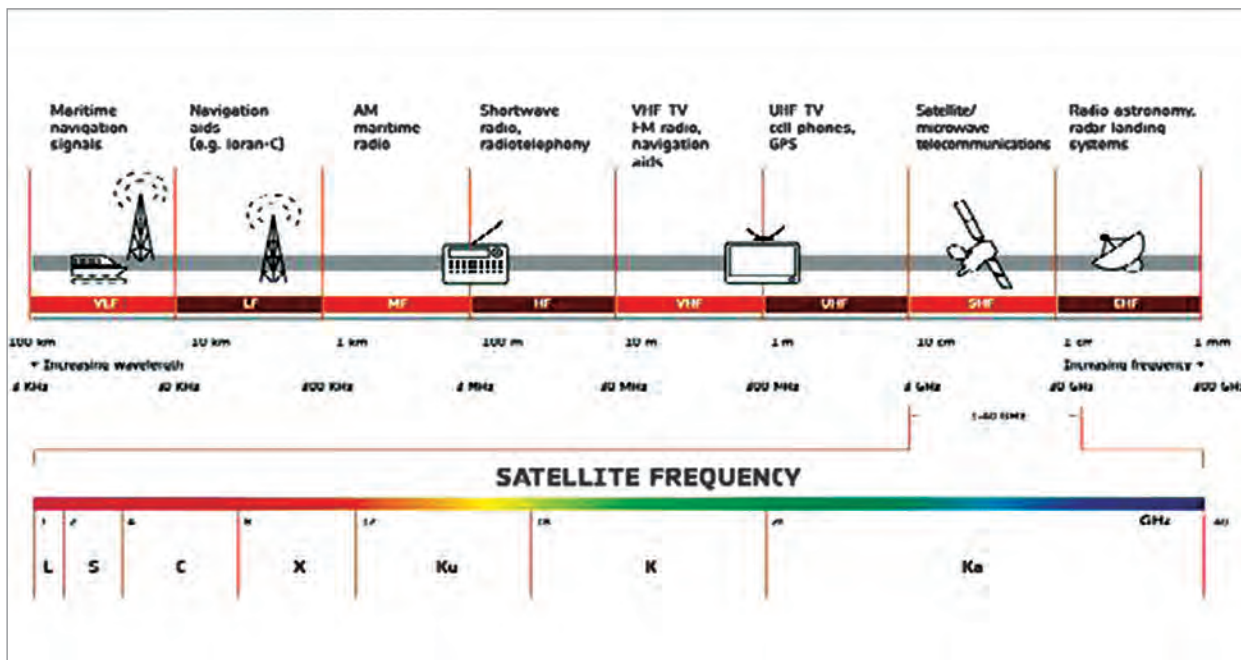 Maritime
navigation
signals
Navigation
aids
(e.g. loran-C)
AM
maritime
radio
Shortwave
radio,
radiotelephony
VHF TV
FM radio,
navigation
aids
UHF TV
cell phones,
GPS
Satellite/
microwave
telecommunications
Radio astronomy,
radar landing
systems
VLF LF MF HF VHF UHF SHF EHF
100 km 10 km 1 km 100 m 10 m 1 m 10 cm 1 cm 1 mm
Increasing wavelength Increasing frequency
3 KHz 30 KHz 300 KHz 3 MHz 30 MHz 300 MHz 3 GHz 30 GHz 300 GHz
1-40 GHz
SATELLITE FREQUENCY
1 2 4 8 12 18 GHz 40
L S C X Ku K Ka